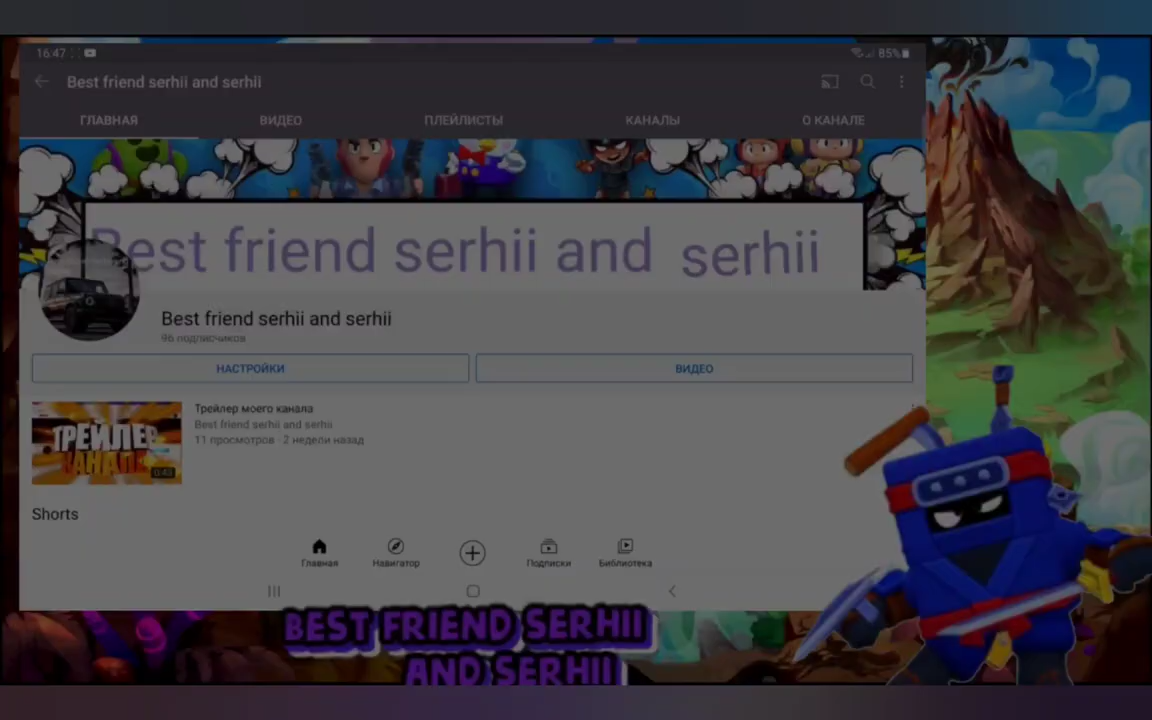 16:47
85%
Best friend serhii and serhii
ГЛАВНАЯ
ВИДЕО
ПЛЕЙЛИСТЫ
КАНАЛЫ
О КАНАЛЕ
Best friend serhii and serhii
Best friend serhii and serhii
96 подписчиков
НАСТРОЙКИ
ВИДЕО
ТРЕЙЛЕР
КАНАЛА
0:43
Трейлер моего канала
Best friend serhii and serhii
11 просмотров · 2 недели назад
Shorts
Главная
Навигатор
Подписки
Библиотека
BEST FRIEND SERHII
AND SERHII